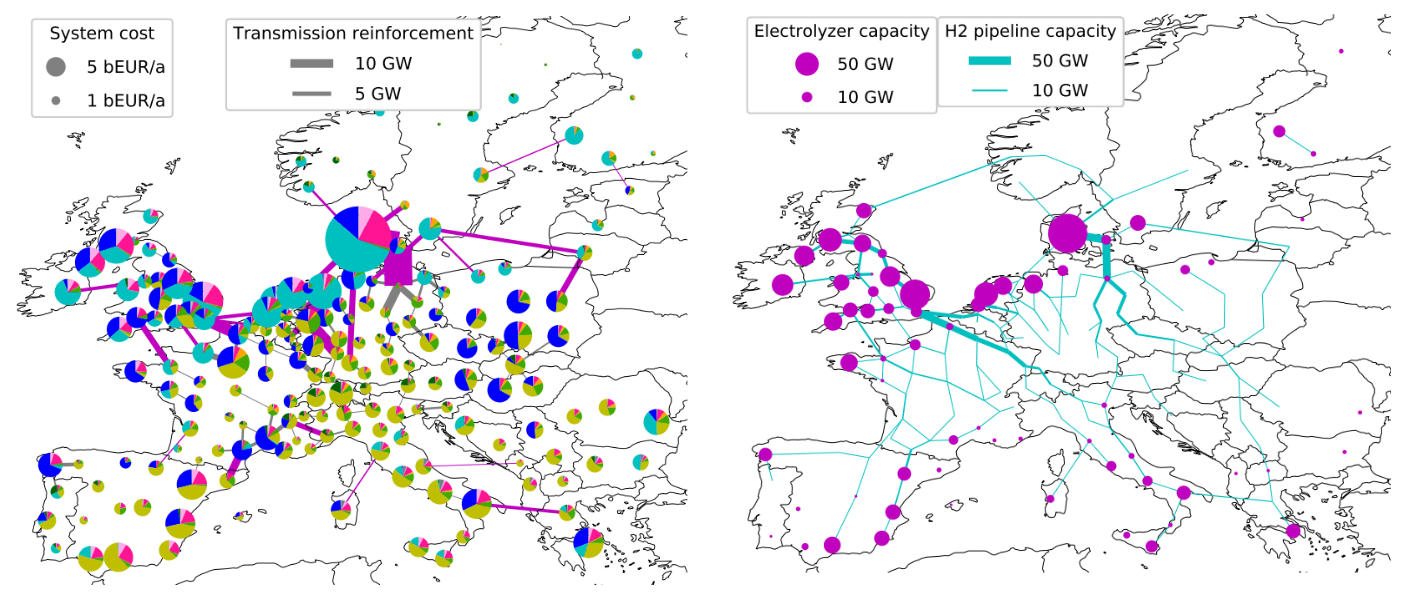 System cost
5 bEUR/a
1 bEUR/a
Transmission reinforcement
10 GW
5 GW
Electrolyzer capacity
50 GW
10 GW
H2 pipeline capacity
50 GW
10 GW